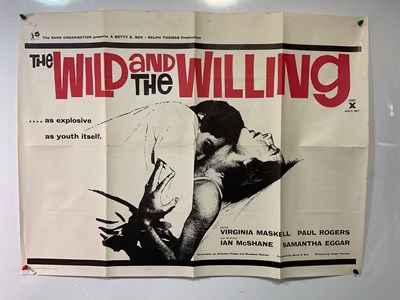 The RANK ORGANISATION presents A BETTY E. BOX - RALPH THOMAS Production
THE WILD AND THE WILLING
X
.... as explosive
as youth itself.
VIRGINIA MASKELL PAUL ROGERS
IAN McSHANE SAMANTHA EGGAR